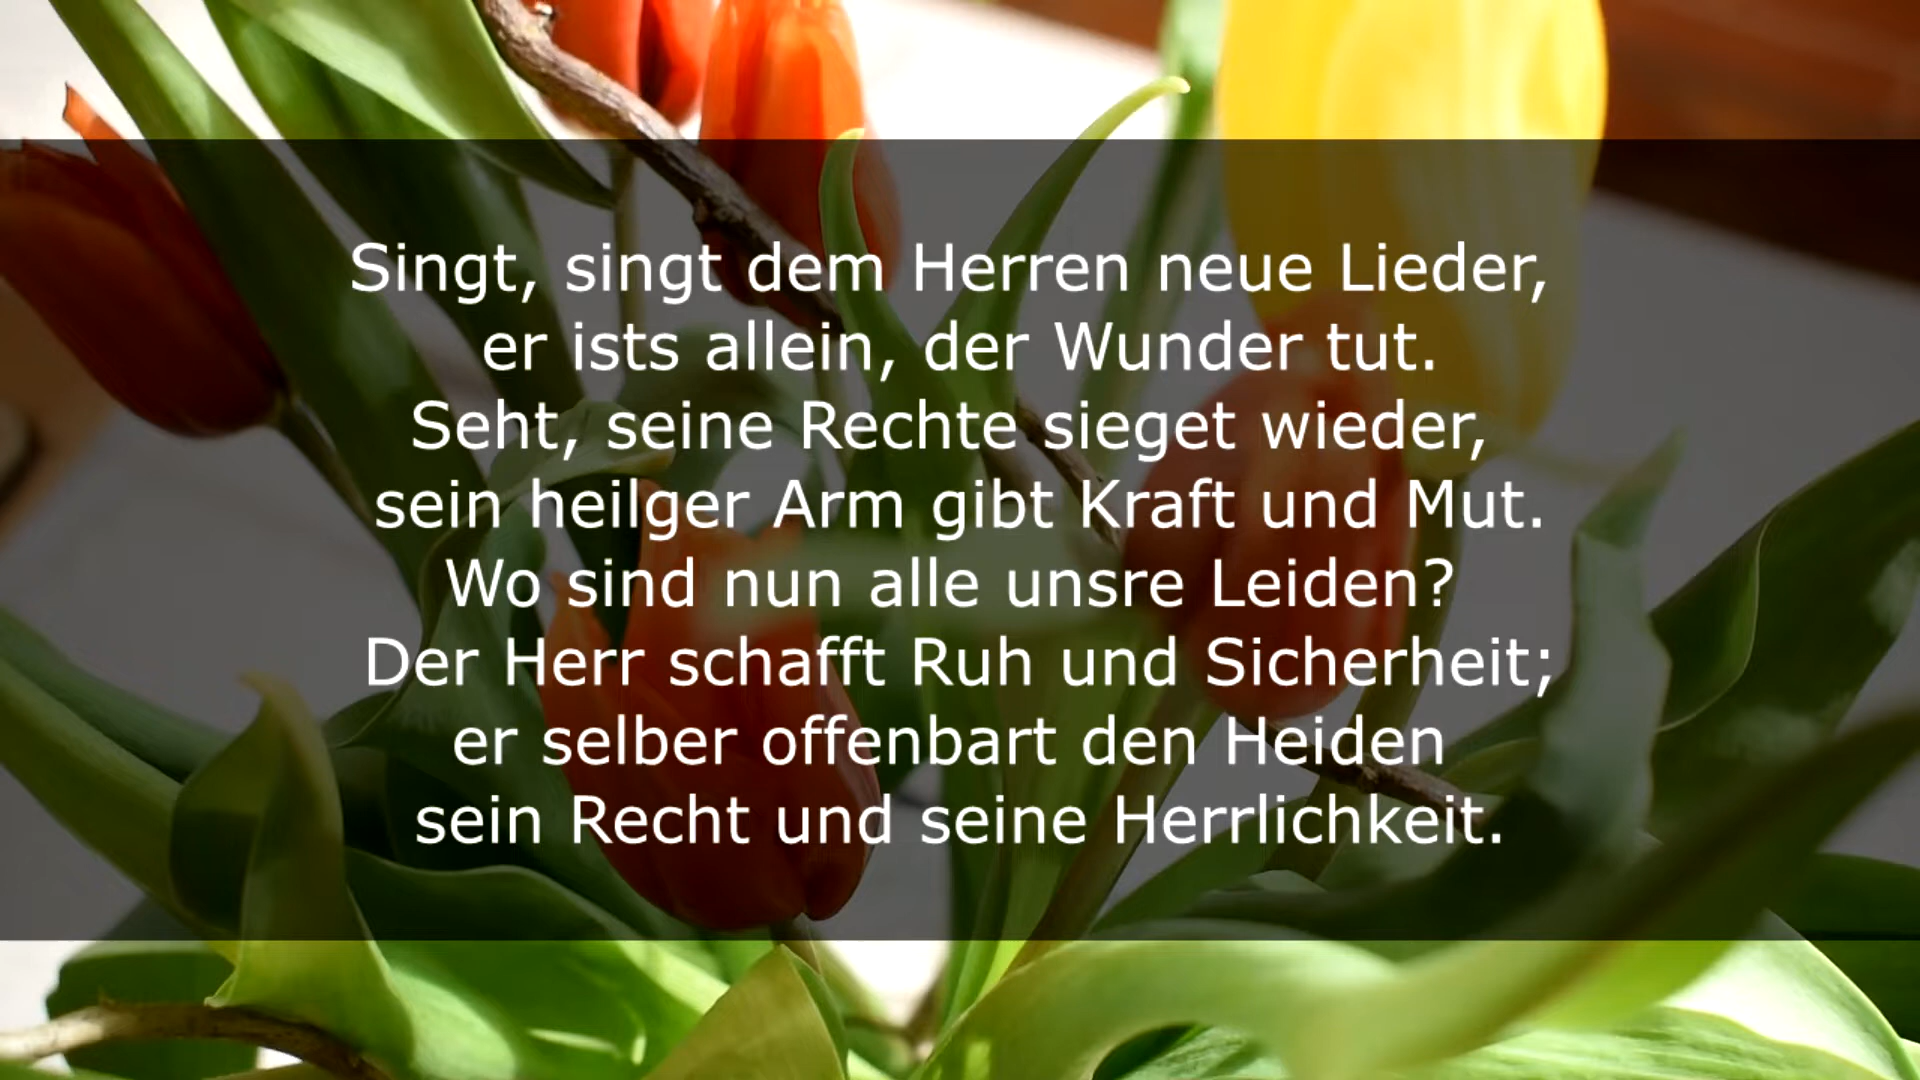 Singt, singt dem Herren neue Lieder,
er ists allein, der Wunder tut.
Seht, seine Rechte sieget wieder,
sein heilger Arm gibt Kraft und Mut.
Wo sind nun alle unsre Leiden?
Der Herr schafft Ruh und Sicherheit;
er selber offenbart den Heiden
sein Recht und seine Herrlichkeit.